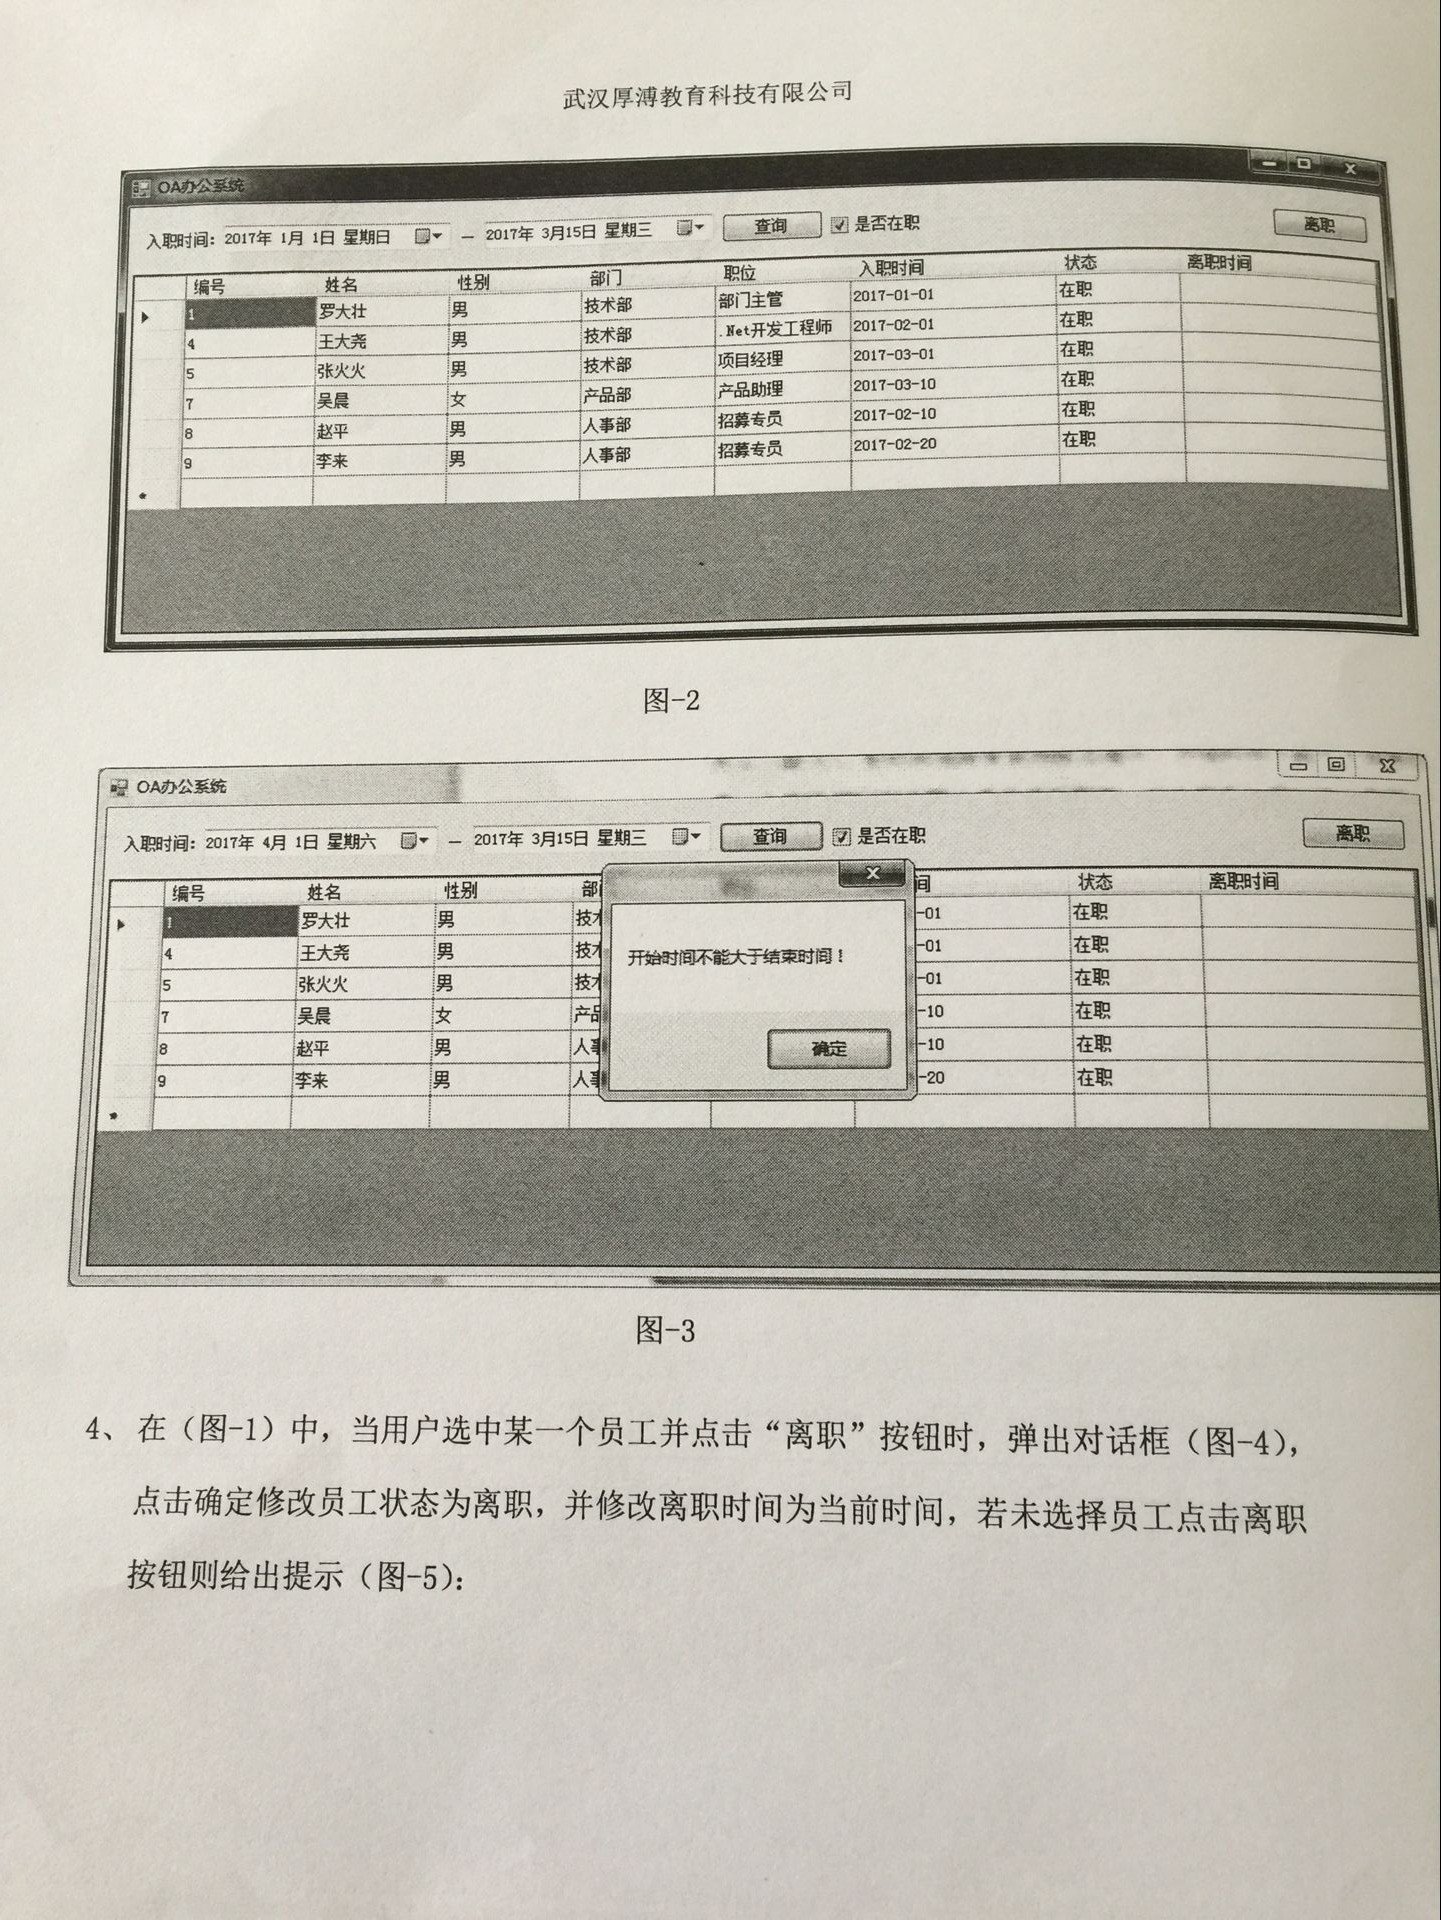 武汉厚溥教育科技有限公司
OA办公系统
入职时间: 2017年 1月 1日 星期日 — 2017年 3月15日 星期三 查询 是否在职 离职
编号 姓名 性别 部门 职位 入职时间 状态 离职时间
1 罗大壮 男 技术部 部门主管 2017-01-01 在职
4 王大尧 男 技术部 .Net开发工程师 2017-02-01 在职
5 张火火 男 技术部 项目经理 2017-03-01 在职
7 吴晨 女 产品部 产品助理 2017-03-10 在职
8 赵平 男 人事部 招募专员 2017-02-10 在职
9 李来 男 人事部 招募专员 2017-02-20 在职
图-2
OA办公系统
入职时间: 2017年 4月 1日 星期六 — 2017年 3月15日 星期三 查询 是否在职 离职
编号 姓名 性别 部 间 状态 离职时间
1 罗大壮 男 技 -01 在职
4 王大尧 男 技 -01 在职
5 张火火 男 技 -01 在职
7 吴晨 女 产 -10 在职
8 赵平 男 人 -10 在职
9 李来 男 人 -20 在职
开始时间不能大于结束时间！
确定
图-3
4、在（图-1）中，当用户选中某一个员工并点击“离职”按钮时，弹出对话框（图-4），
点击确定修改员工状态为离职，并修改离职时间为当前时间，若未选择员工点击离职
按钮则给出提示（图-5）：